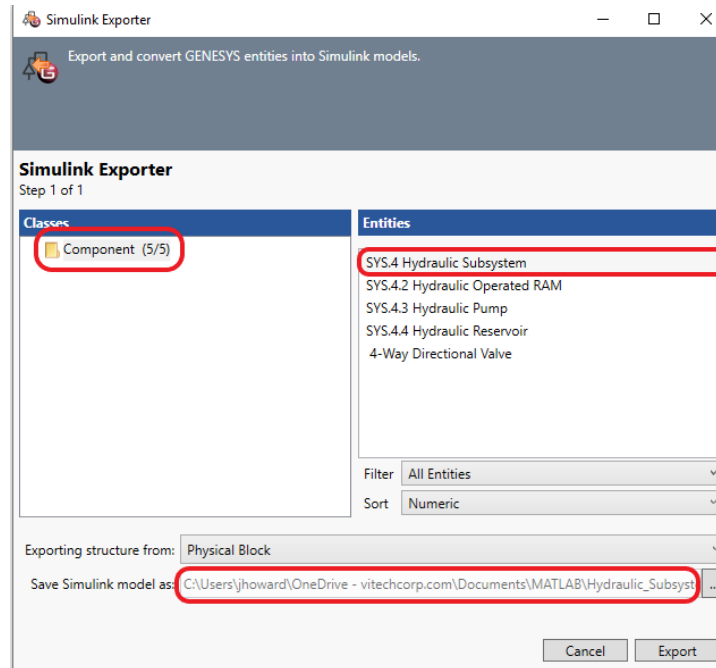 Simulink Exporter
Export and convert GENESYS entities into Simulink models.
Simulink Exporter
Step 1 of 1
Classes
Component (5/5)
Entities
SYS.4 Hydraulic Subsystem
SYS.4.2 Hydraulic Operated RAM
SYS.4.3 Hydraulic Pump
SYS.4.4 Hydraulic Reservoir
4-Way Directional Valve
Filter All Entities
Sort Numeric
Exporting structure from: Physical Block
Save Simulink model as: C:\Users\jhoward\OneDrive - vitechcorp.com\Documents\MATLAB\Hydraulic_Subsyst ...
Cancel Export